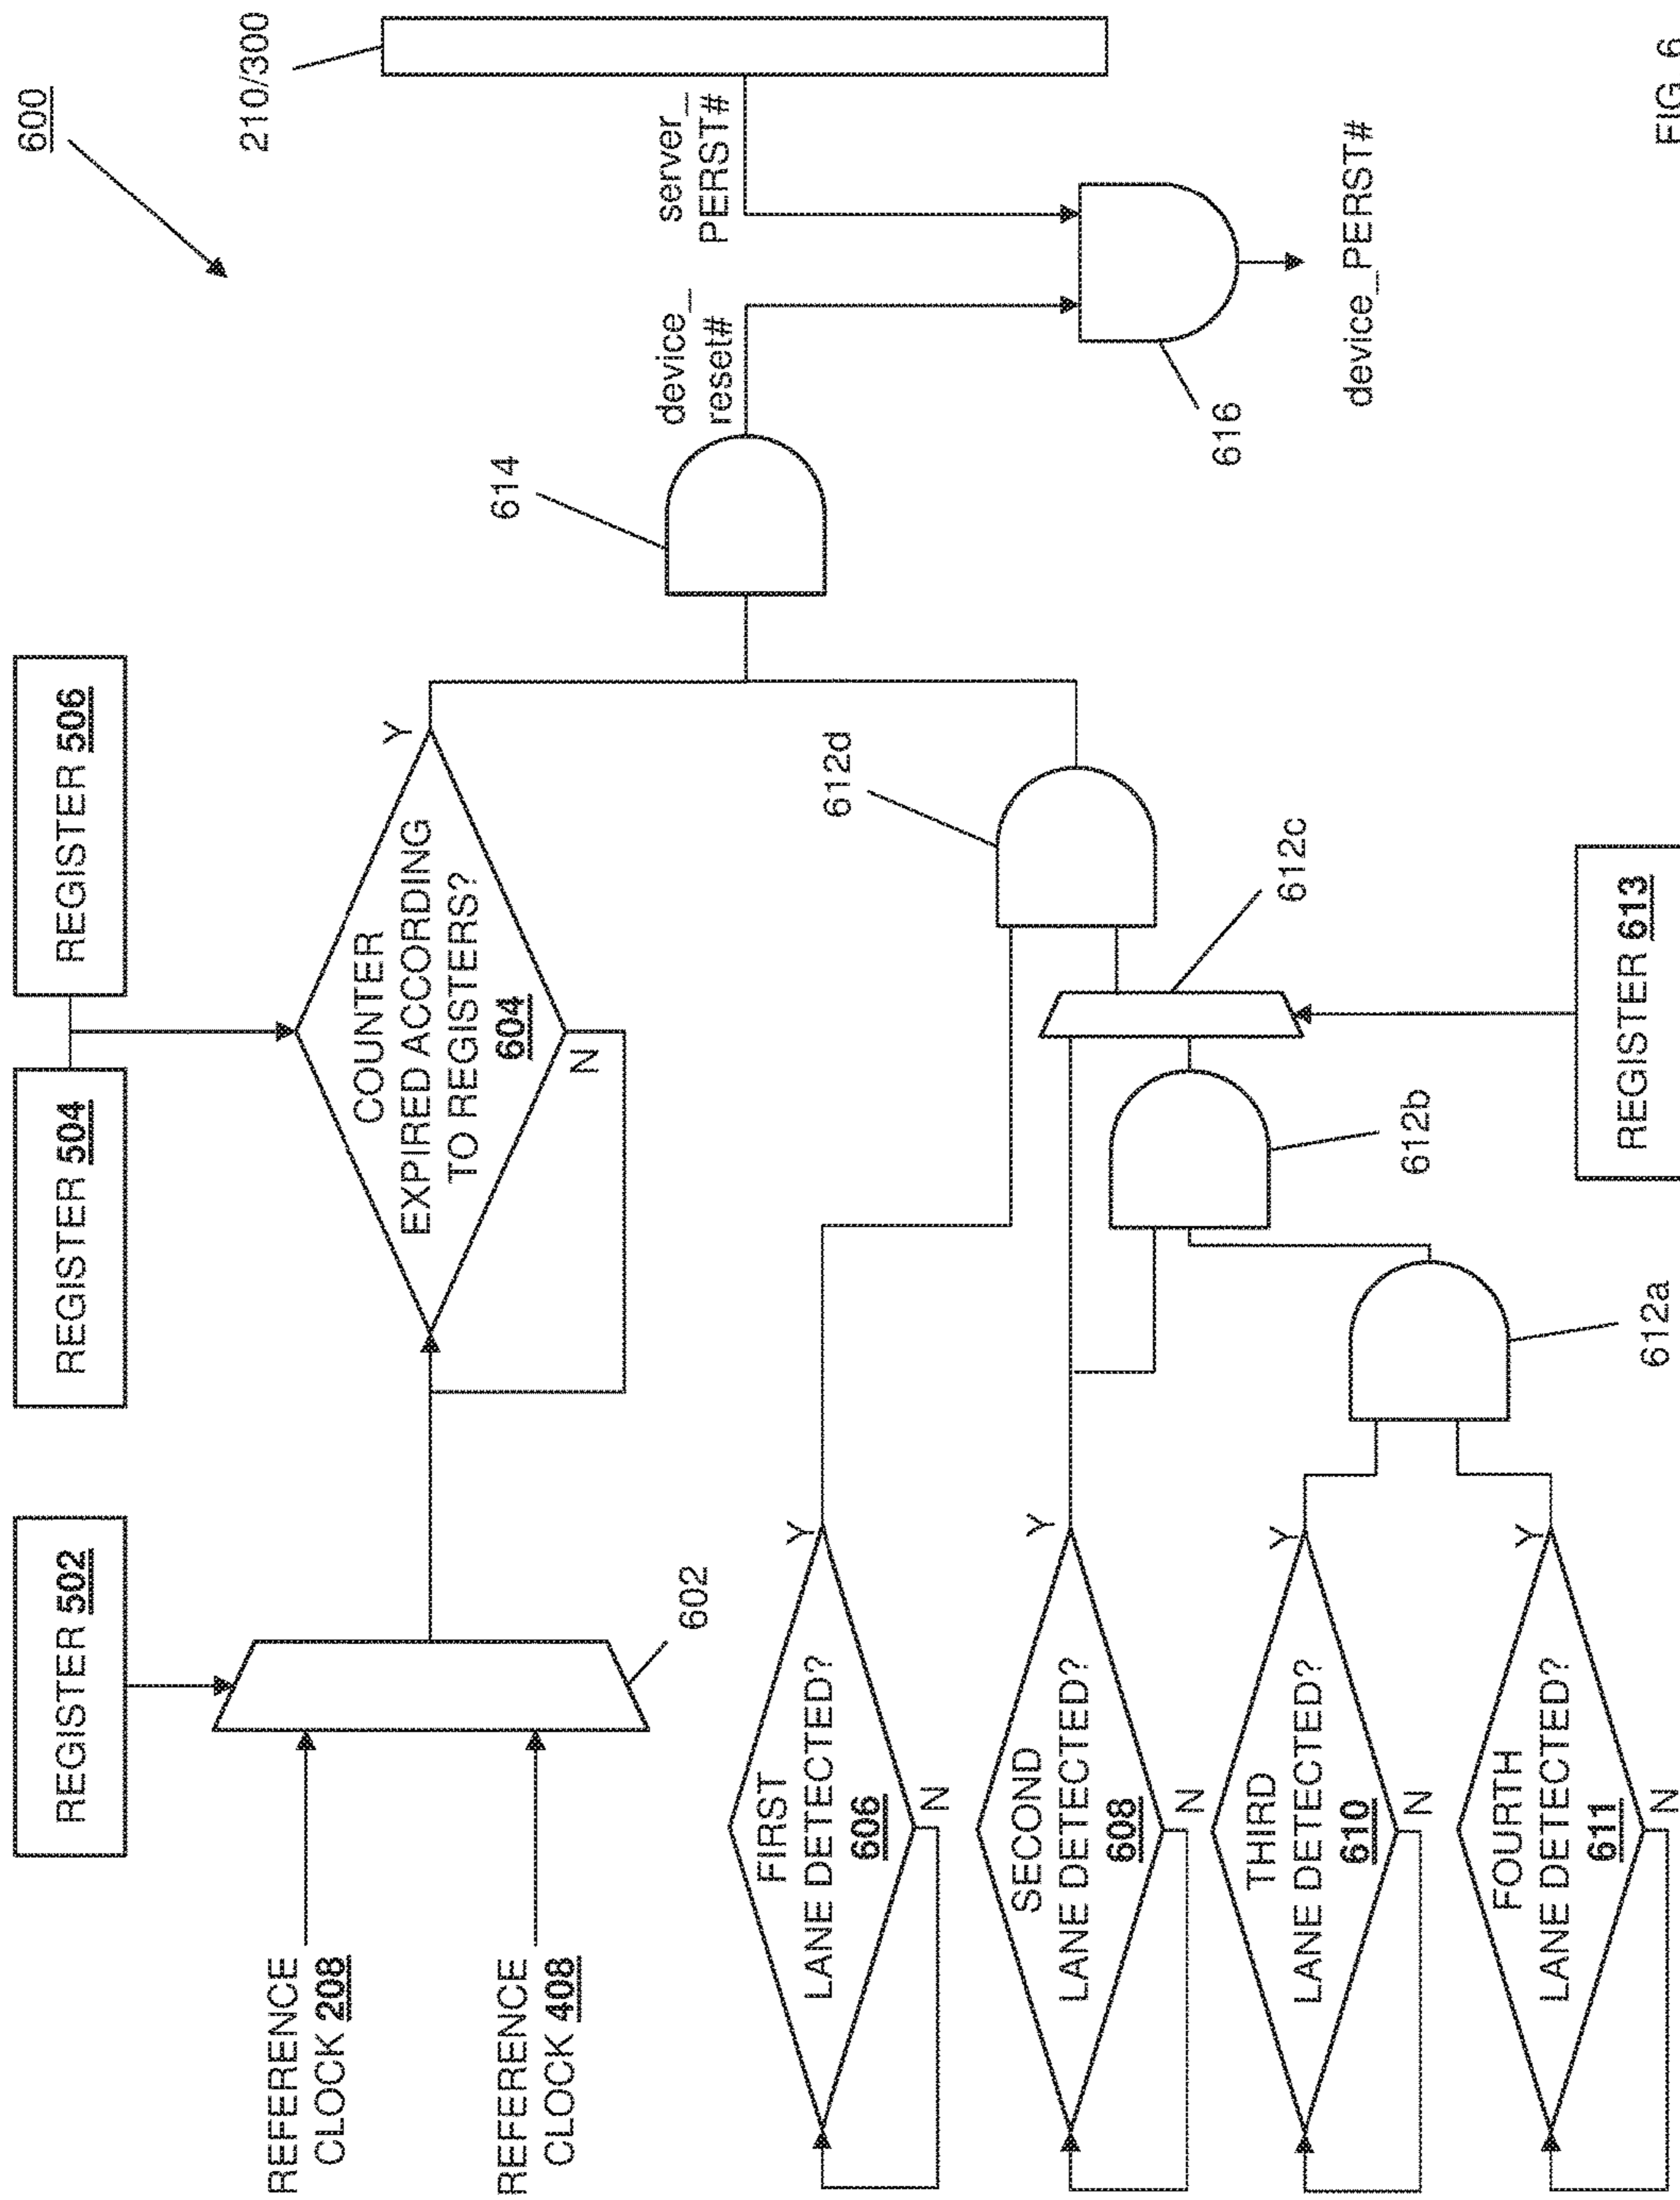 600
REGISTER 502
REGISTER 504
REGISTER 506
210/300
REFERENCE
CLOCK 208
REFERENCE
CLOCK 408
602
COUNTER
EXPIRED ACCORDING
TO REGISTERS?
604
Y
N
614
device_
reset#
server_
PERST#
FIRST
LANE DETECTED?
606
Y
N
SECOND
LANE DETECTED?
608
Y
N
THIRD
LANE DETECTED?
610
Y
N
FOURTH
LANE DETECTED?
611
Y
N
612a
612b
612c
612d
REGISTER 613
616
device_PERST#
FIG. 6